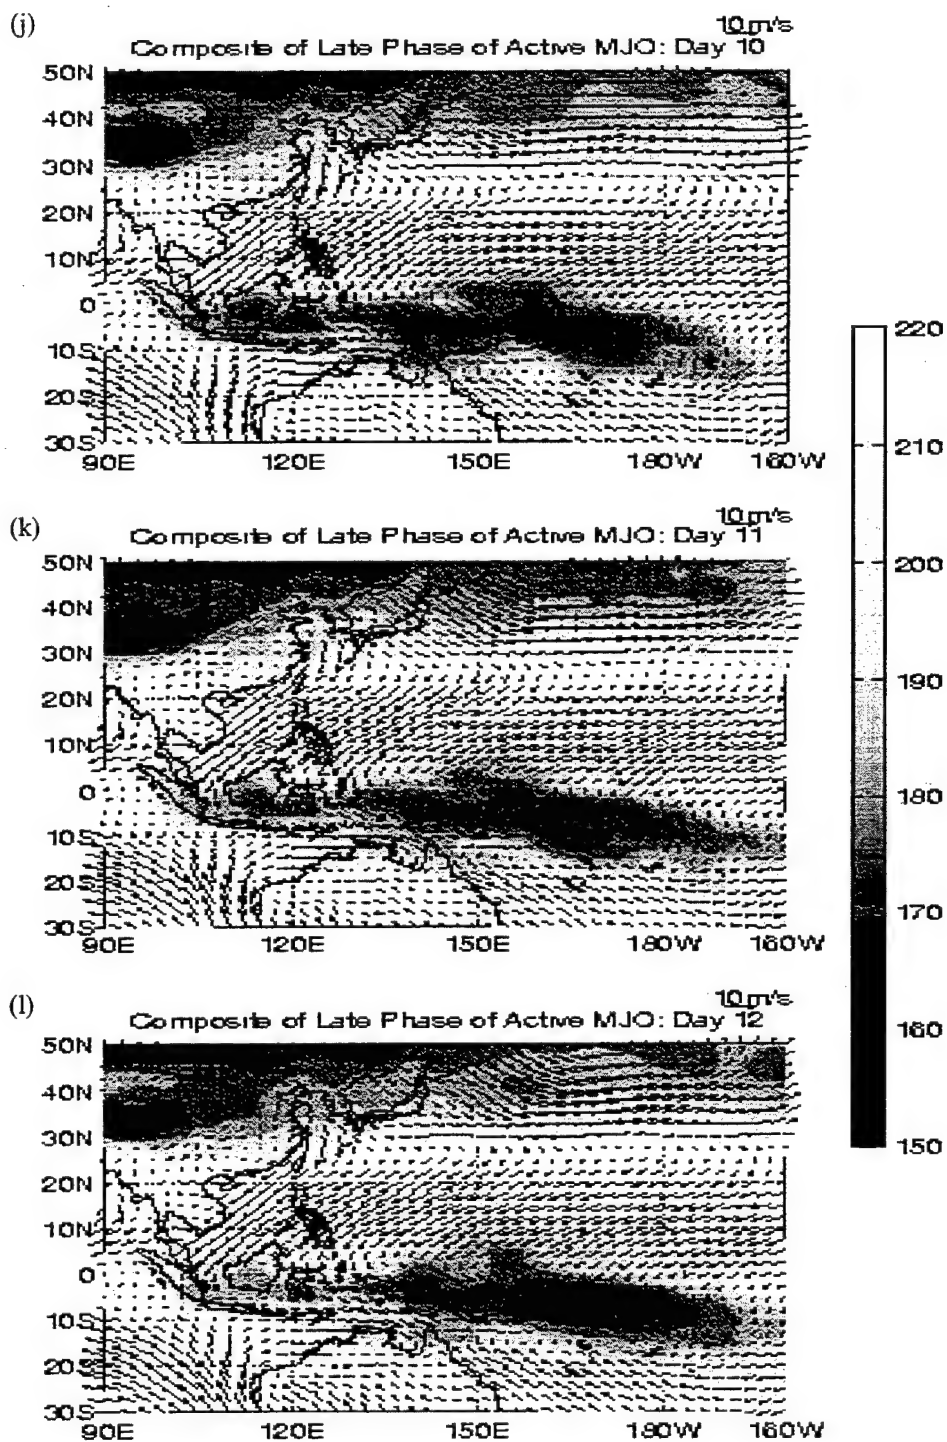 (j)
10 m/s
Composite of Late Phase of Active MJO: Day 10
50N
40N
30N
20N
10N
0
10S
20S
30S
90E 120E 150E 180W 160W
220
210
200
190
180
170
160
150
(k)
10 m/s
Composite of Late Phase of Active MJO: Day 11
50N
40N
30N
20N
10N
0
10S
20S
30S
90E 120E 150E 180W 160W
(l)
10 m/s
Composite of Late Phase of Active MJO: Day 12
50N
40N
30N
20N
10N
0
10S
20S
30S
90E 120E 150E 180W 160W